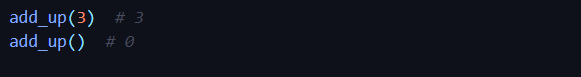 add_up(3)  # 3
add_up()  # 0